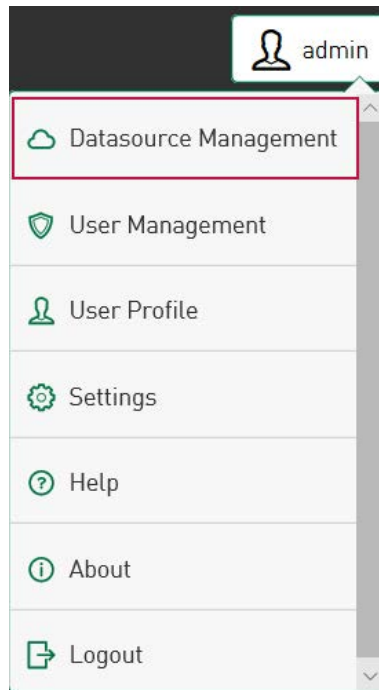 admin
Datasource Management
User Management
User Profile
Settings
Help
About
Logout